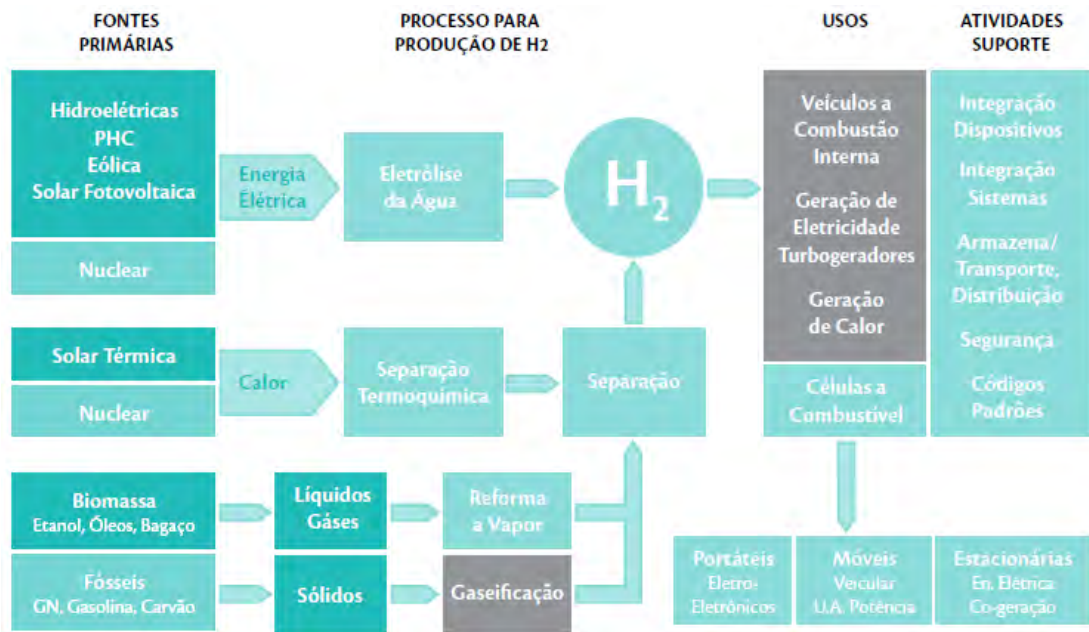 FONTES
PRIMÁRIAS
PROCESSO PARA
PRODUÇÃO DE H2
USOS
ATIVIDADES
SUPORTE
Hidroelétricas
PHC
Eólica
Solar Fotovoltaica
Nuclear
Energia
Elétrica
Eletrólise
da Água
H2
Solar Térmica
Nuclear
Calor
Separação
Termoquímica
Separação
Biomassa
Etanol, Óleos, Bagaço
Líquidos
Gáses
Reforma
a Vapor
Fósseis
GN, Gasolina, Carvão
Sólidos
Gaseificação
Veículos a
Combustão
Interna
Geração de
Eletricidade
Turbogeradores
Geração
de Calor
Células a
Combustível
Integração
Dispositivos
Integração
Sistemas
Armazena/
Transporte,
Distribuição
Segurança
Códigos
Padrões
Portáteis
Eletro-
Eletrônicos
Móveis
Veicular
U.A. Potência
Estacionárias
En. Elétrica
Co-geração